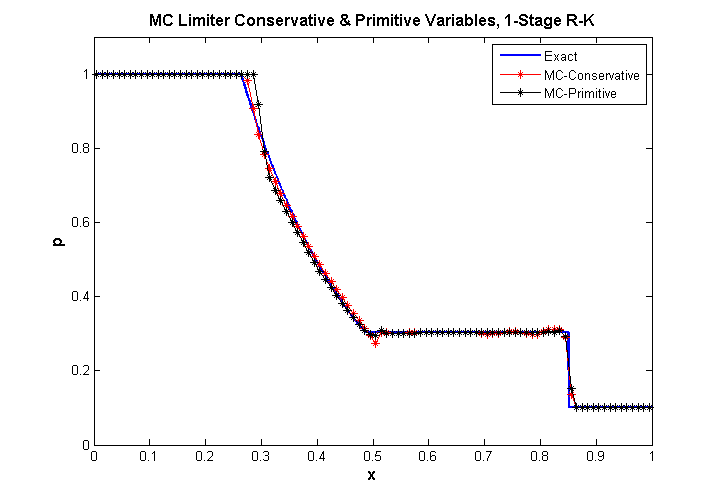 MC Limiter Conservative & Primitive Variables, 1-Stage R-K
Exact
MC-Conservative
MC-Primitive
1
0.8
0.6
0.4
0.2
0
p
0 0.1 0.2 0.3 0.4 0.5 0.6 0.7 0.8 0.9 1
x